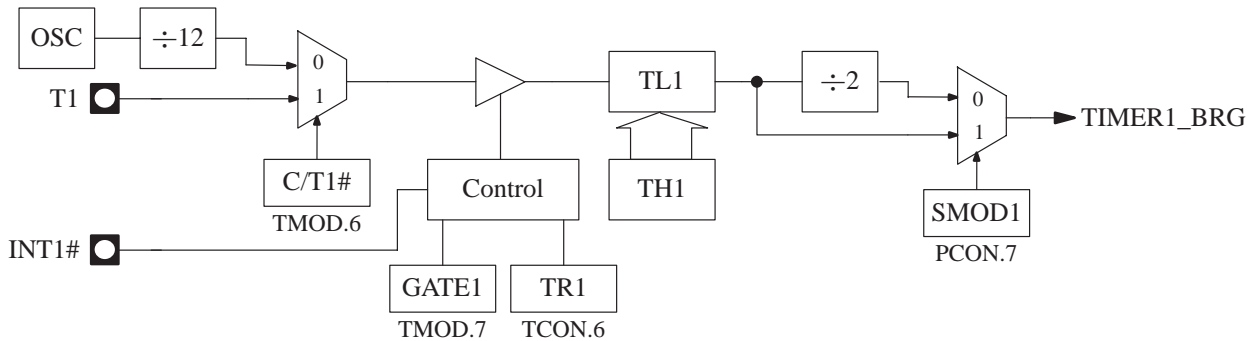 OSC
÷12
0
1
T1
C/T1#
TMOD.6
INT1#
Control
GATE1
TMOD.7
TR1
TCON.6
TL1
TH1
÷2
0
1
SMOD1
PCON.7
TIMER1_BRG